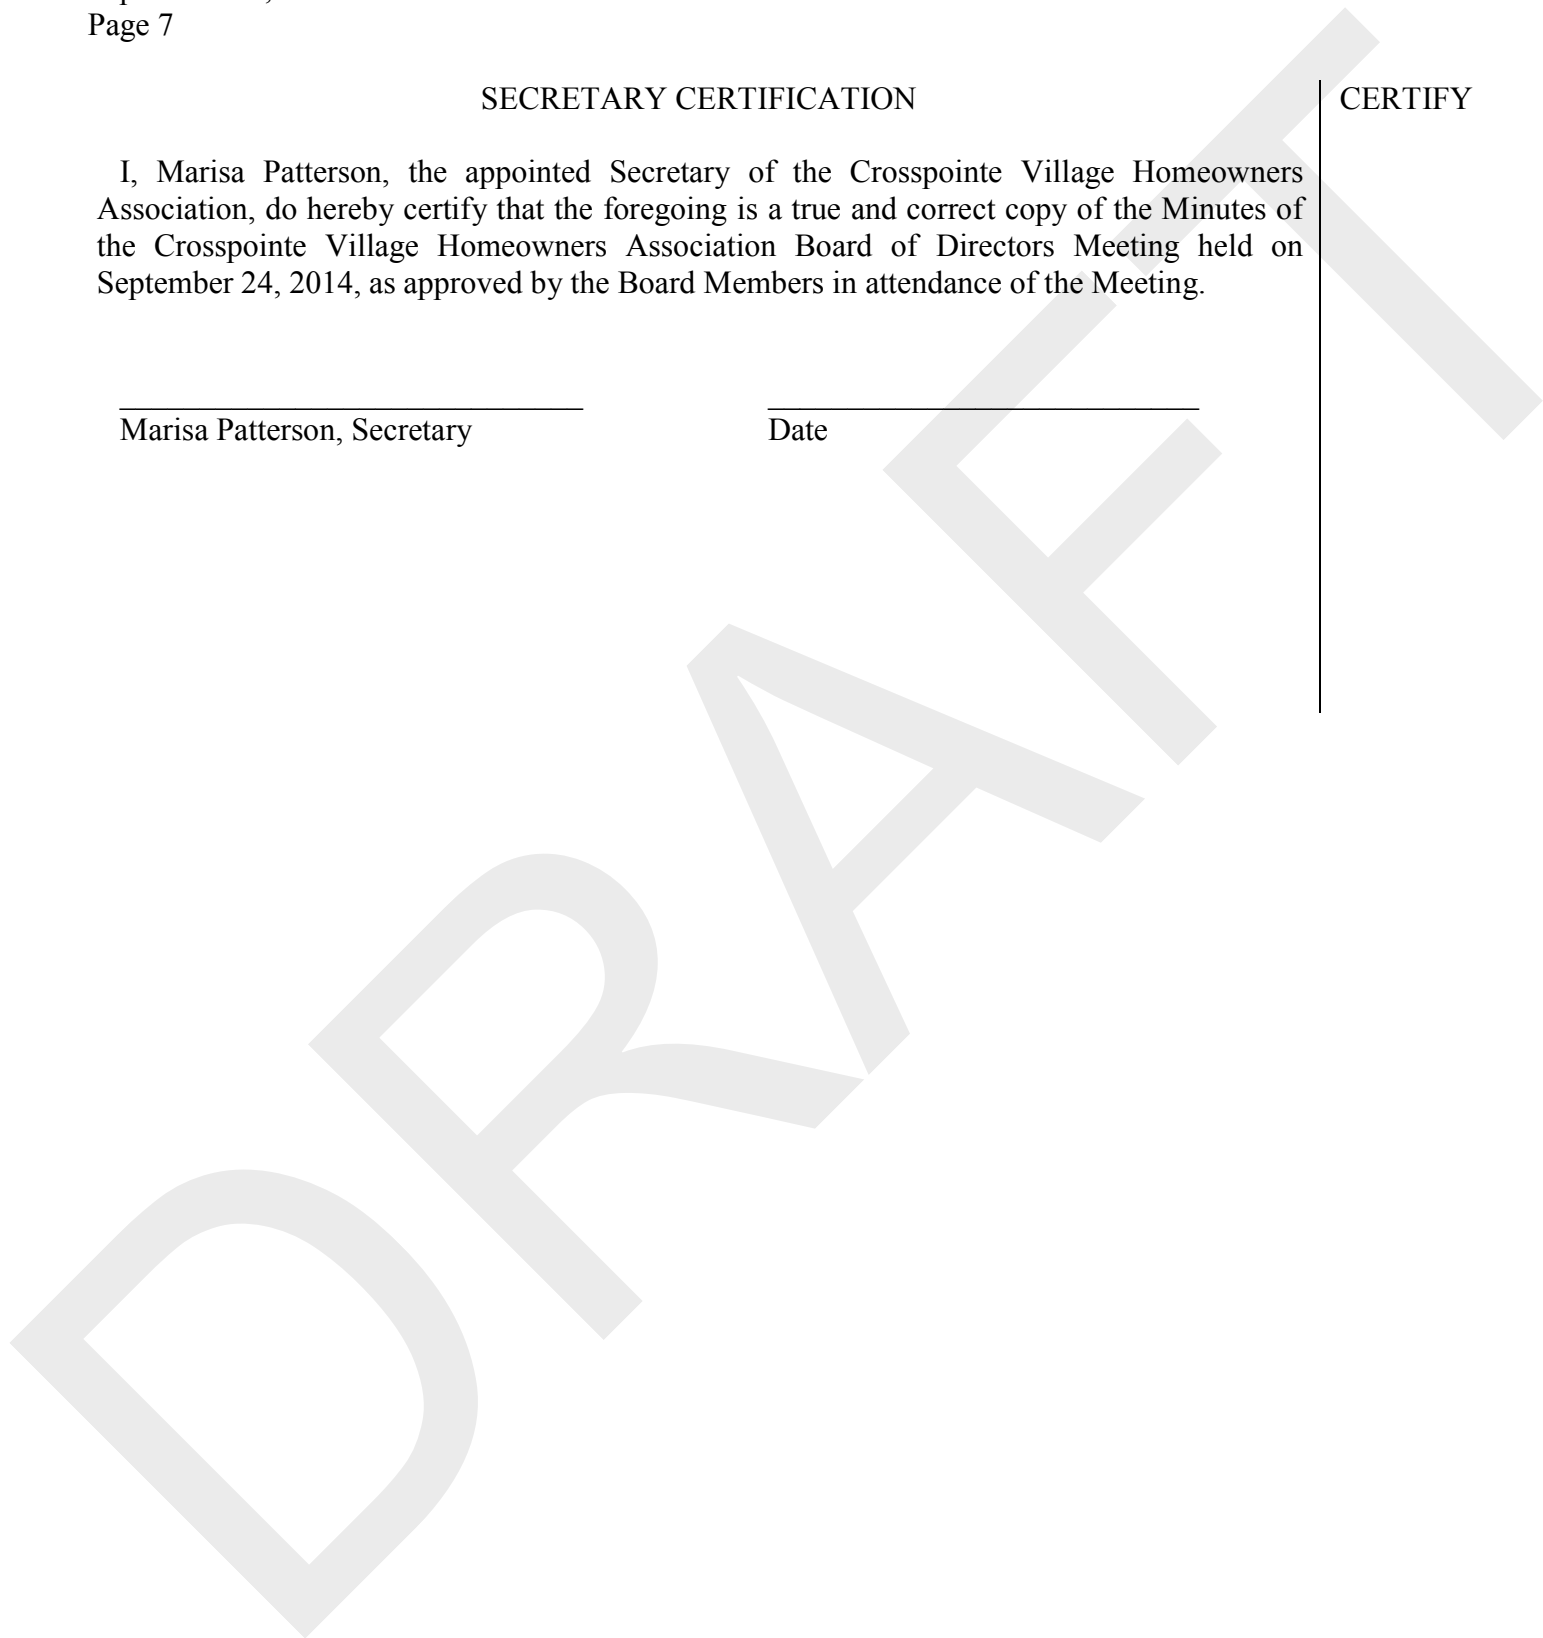 Page 7
SECRETARY CERTIFICATION
CERTIFY
I, Marisa Patterson, the appointed Secretary of the Crosspointe Village Homeowners
Association, do hereby certify that the foregoing is a true and correct copy of the Minutes of
the Crosspointe Village Homeowners Association Board of Directors Meeting held on
September 24, 2014, as approved by the Board Members in attendance of the Meeting.
Marisa Patterson, Secretary
Date
DRAFT